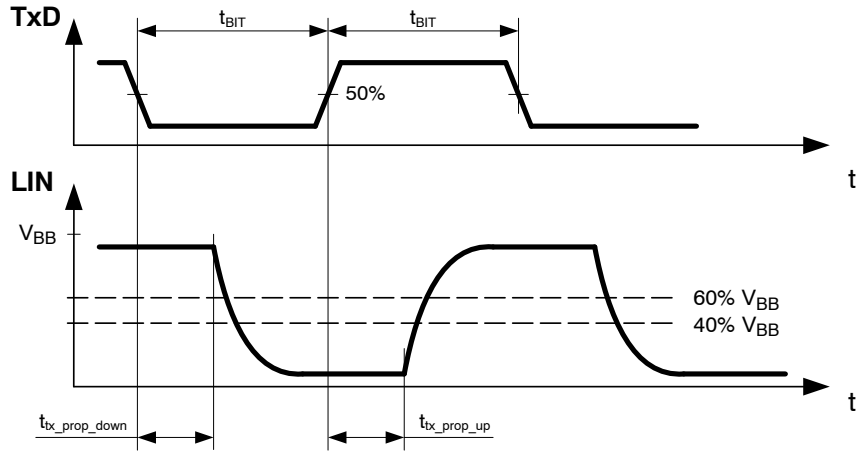 TxD
tBIT
tBIT
50%
t
LIN
VBB
60% VBB
40% VBB
t
ttx_prop_down
ttx_prop_up